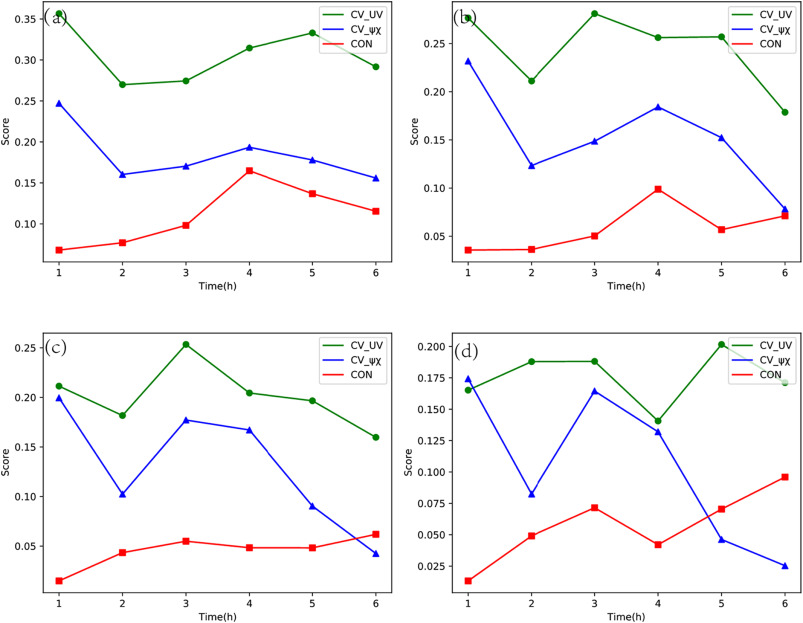 (a)
0.35
0.30
0.25
0.20
0.15
0.10
Score
1 2 3 4 5 6
Time(h)
CV_UV
CV_ψχ
CON
(b)
0.25
0.20
0.15
0.10
0.05
Score
1 2 3 4 5 6
Time(h)
CV_UV
CV_ψχ
CON
(c)
0.25
0.20
0.15
0.10
0.05
Score
1 2 3 4 5 6
Time(h)
CV_UV
CV_ψχ
CON
(d)
0.200
0.175
0.150
0.125
0.100
0.075
0.050
0.025
Score
1 2 3 4 5 6
Time(h)
CV_UV
CV_ψχ
CON